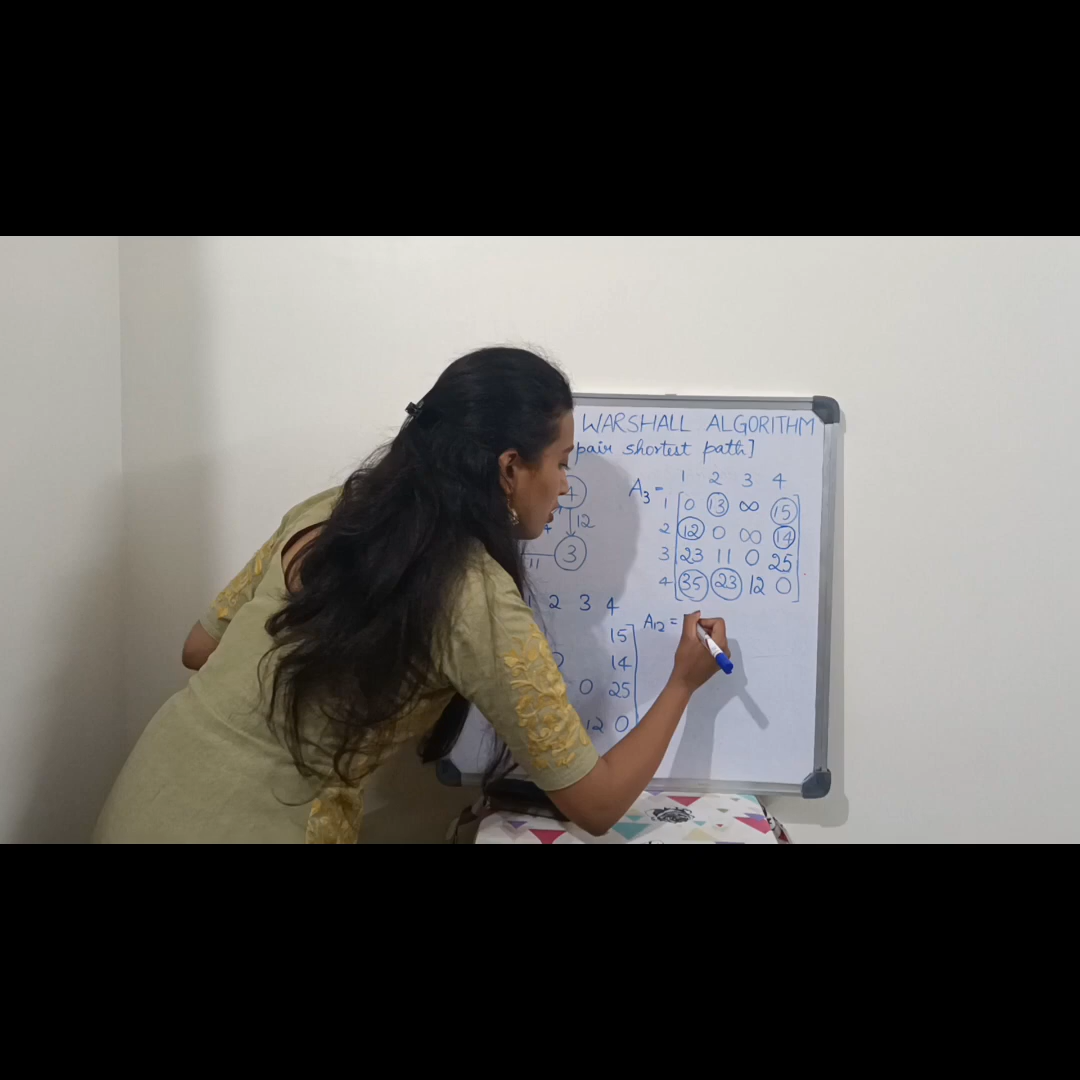 WARSHALL ALGORITHM
pair shortest path]
4
12
3
11
A3 =
1 2 3 4
1 0 13 ∞ 15
2 12 0 ∞ 14
3 23 11 0 25
4 35 23 12 0
2 3 4
15
14
0 25
12 0
A12 =